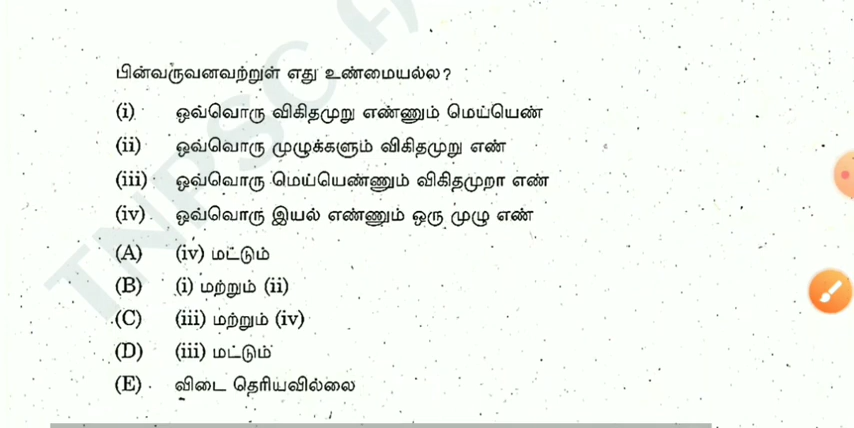 பின்வருவனவற்றுள் எது உண்மையல்ல?
(i) ஒவ்வொரு விகிதமுறு எண்ணும் மெய்யெண்
(ii) ஒவ்வொரு முழுக்களும் விகிதமுறு எண்
(iii) ஒவ்வொரு மெய்யெண்ணும் விகிதமுறா எண்
(iv) ஒவ்வொரு இயல் எண்ணும் ஒரு முழு எண்
(A) (iv) மட்டும்
(B) (i) மற்றும் (ii)
(C) (iii) மற்றும் (iv)
(D) (iii) மட்டும்
(E) விடை தெரியவில்லை
TNPSC